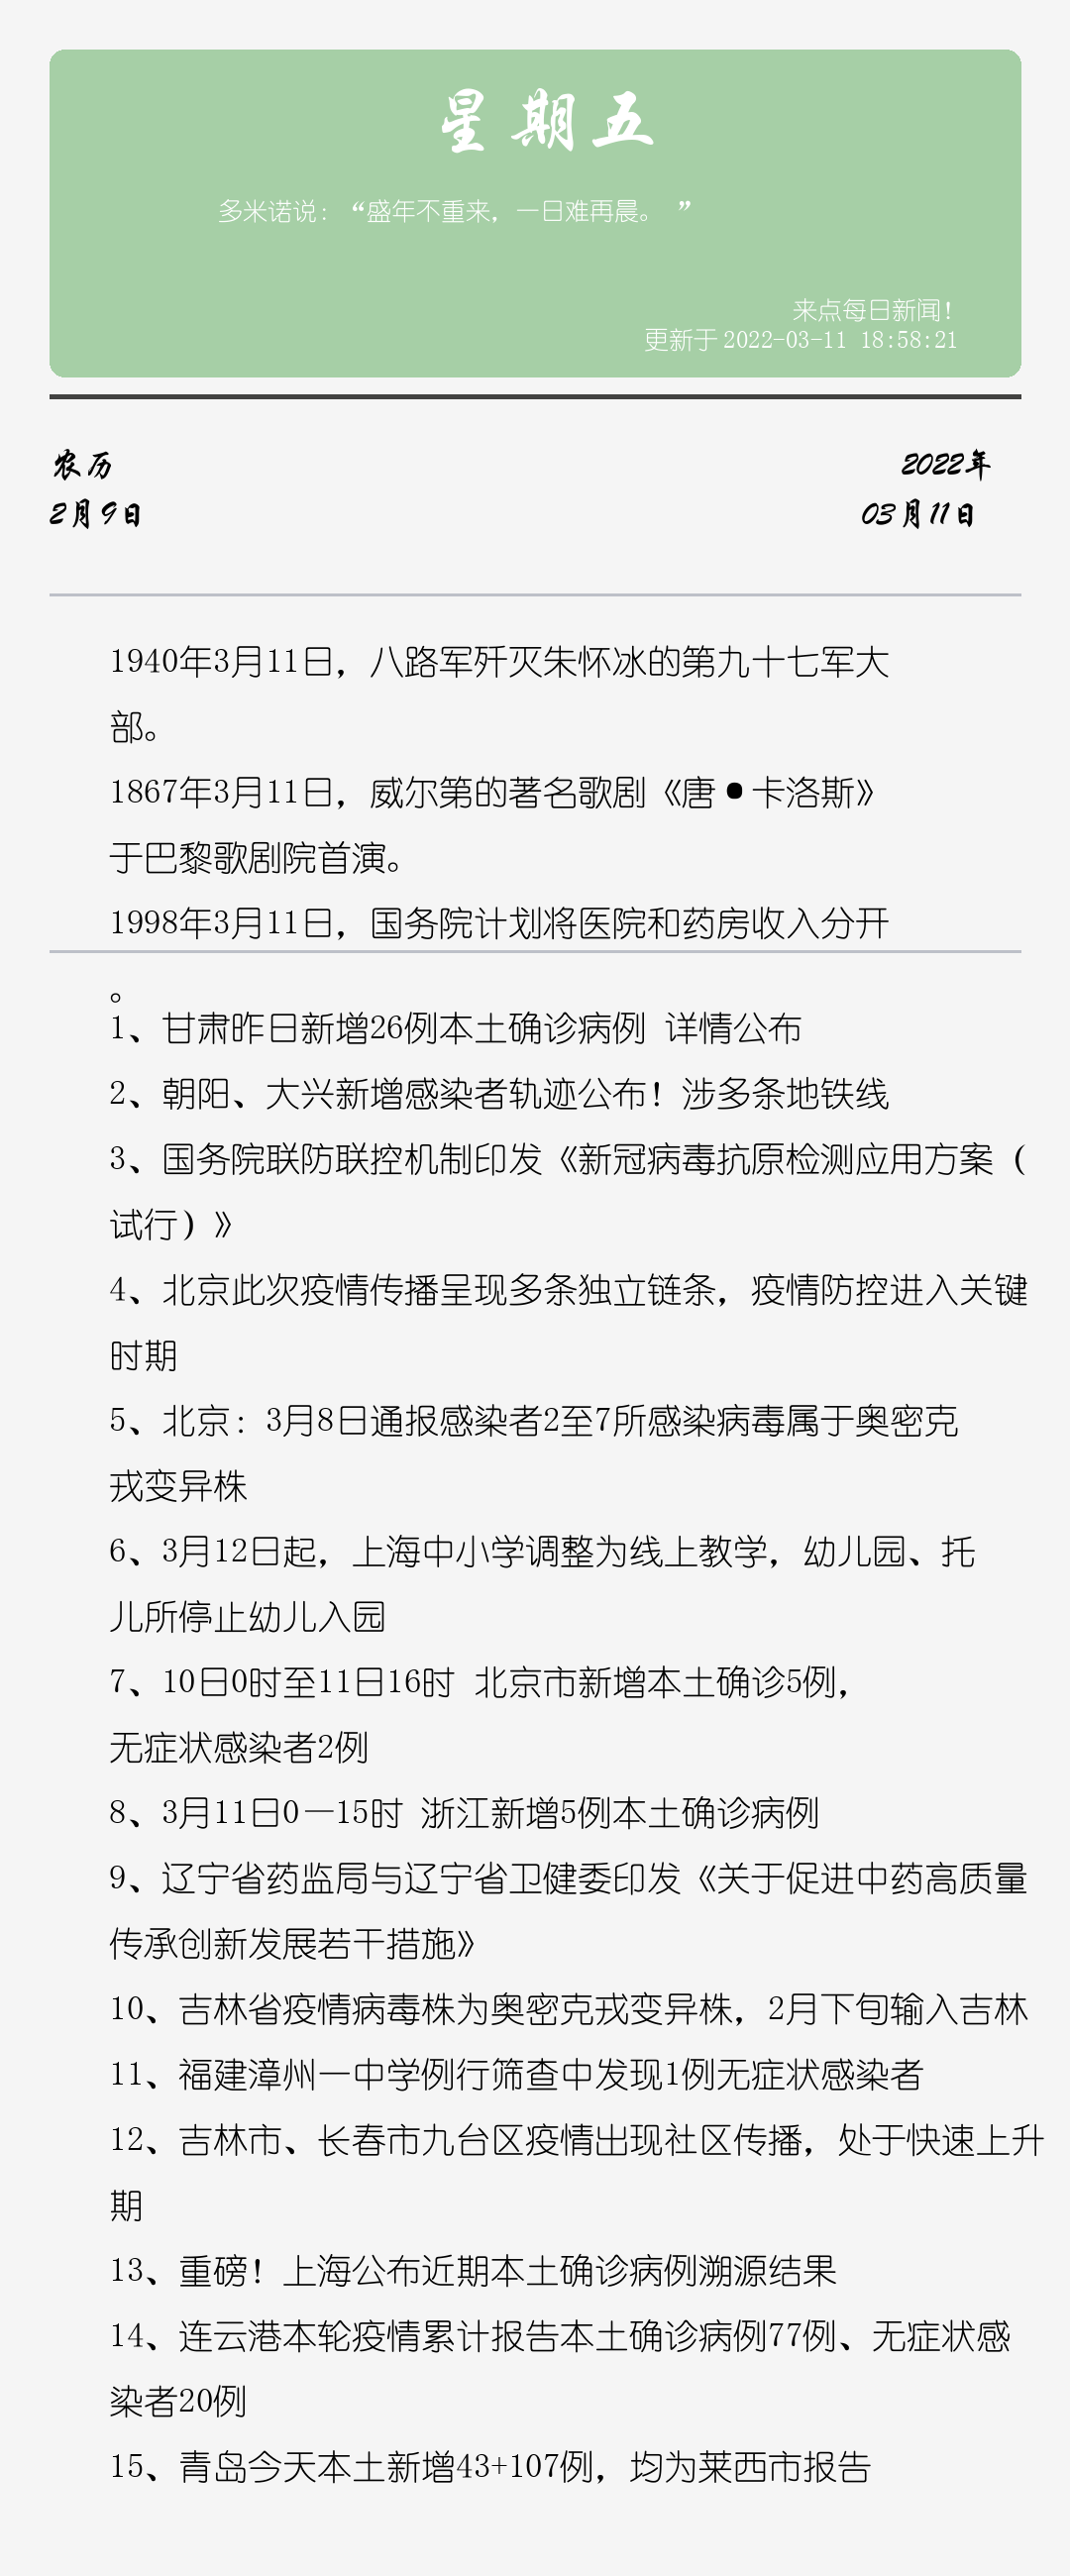 星期五
多米诺说：“盛年不重来，一日难再晨。 ”
来点每日新闻！
更新于 2022-03-11 18:58:21
农历
2022年
2月9日
03月11日
1940年3月11日，八路军歼灭朱怀冰的第九十七军大
部。
1867年3月11日，威尔第的著名歌剧《唐•卡洛斯》
于巴黎歌剧院首演。
1998年3月11日，国务院计划将医院和药房收入分开
。
1、甘肃昨日新增26例本土确诊病例 详情公布
2、朝阳、大兴新增感染者轨迹公布！涉多条地铁线
3、国务院联防联控机制印发《新冠病毒抗原检测应用方案（
试行）》
4、北京此次疫情传播呈现多条独立链条，疫情防控进入关键
时期
5、北京：3月8日通报感染者2至7所感染病毒属于奥密克
戎变异株
6、3月12日起，上海中小学调整为线上教学，幼儿园、托
儿所停止幼儿入园
7、10日0时至11日16时 北京市新增本土确诊5例，
无症状感染者2例
8、3月11日0—15时 浙江新增5例本土确诊病例
9、辽宁省药监局与辽宁省卫健委印发《关于促进中药高质量
传承创新发展若干措施》
10、吉林省疫情病毒株为奥密克戎变异株，2月下旬输入吉林
11、福建漳州一中学例行筛查中发现1例无症状感染者
12、吉林市、长春市九台区疫情出现社区传播，处于快速上升
期
13、重磅！上海公布近期本土确诊病例溯源结果
14、连云港本轮疫情累计报告本土确诊病例77例、无症状感
染者20例
15、青岛今天本土新增43+107例，均为莱西市报告